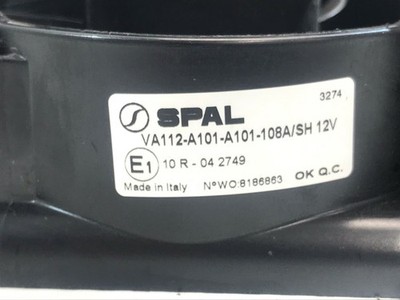 3274
SPAL
VA112-A101-A101-108A/SH 12V
E1 10 R - 04 2749
Made in Italy N°WO:8186863 OK Q.C.